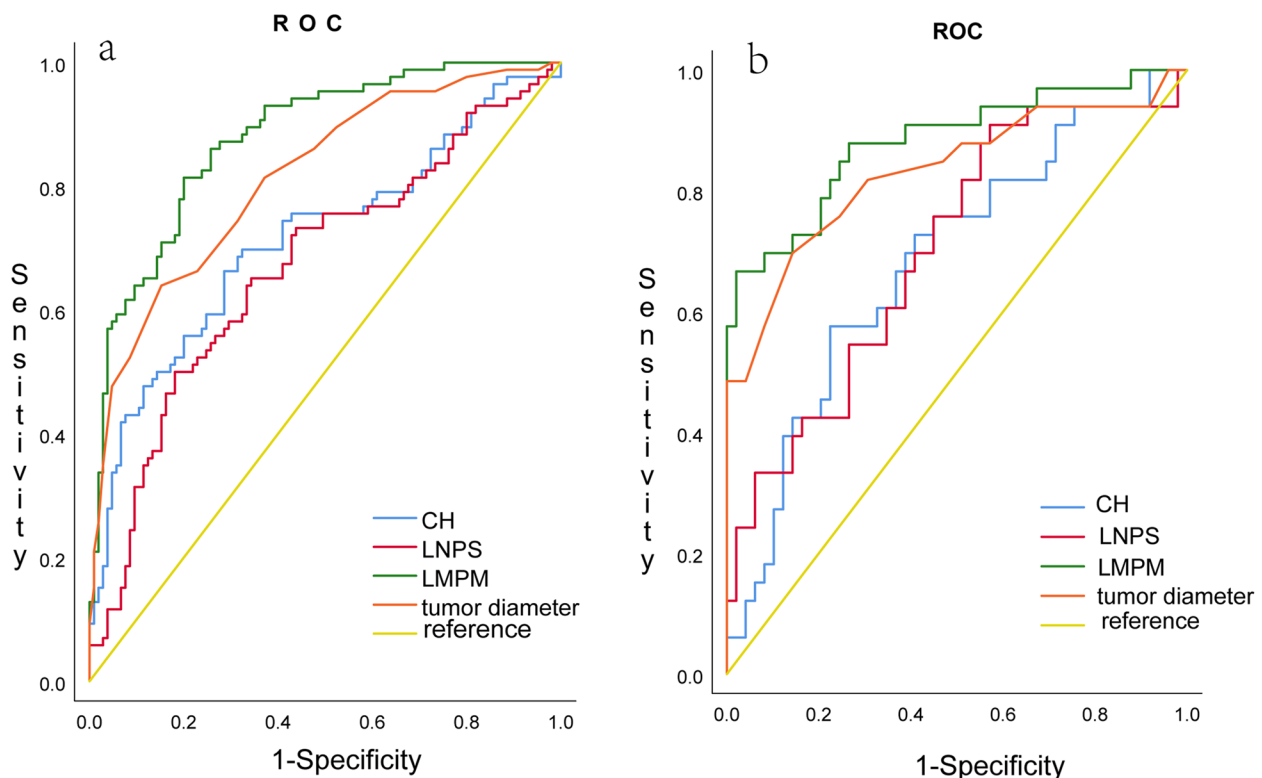 R O C
a
1.0
0.8
0.6
0.4
0.2
0.0
Sensitivity
CH
LNPS
LMPM
tumor diameter
reference
0.0 0.2 0.4 0.6 0.8 1.0
1-Specificity
ROC
b
1.0
0.8
0.6
0.4
0.2
0.0
Sensitivity
CH
LNPS
LMPM
tumor diameter
reference
0.0 0.2 0.4 0.6 0.8 1.0
1-Specificity